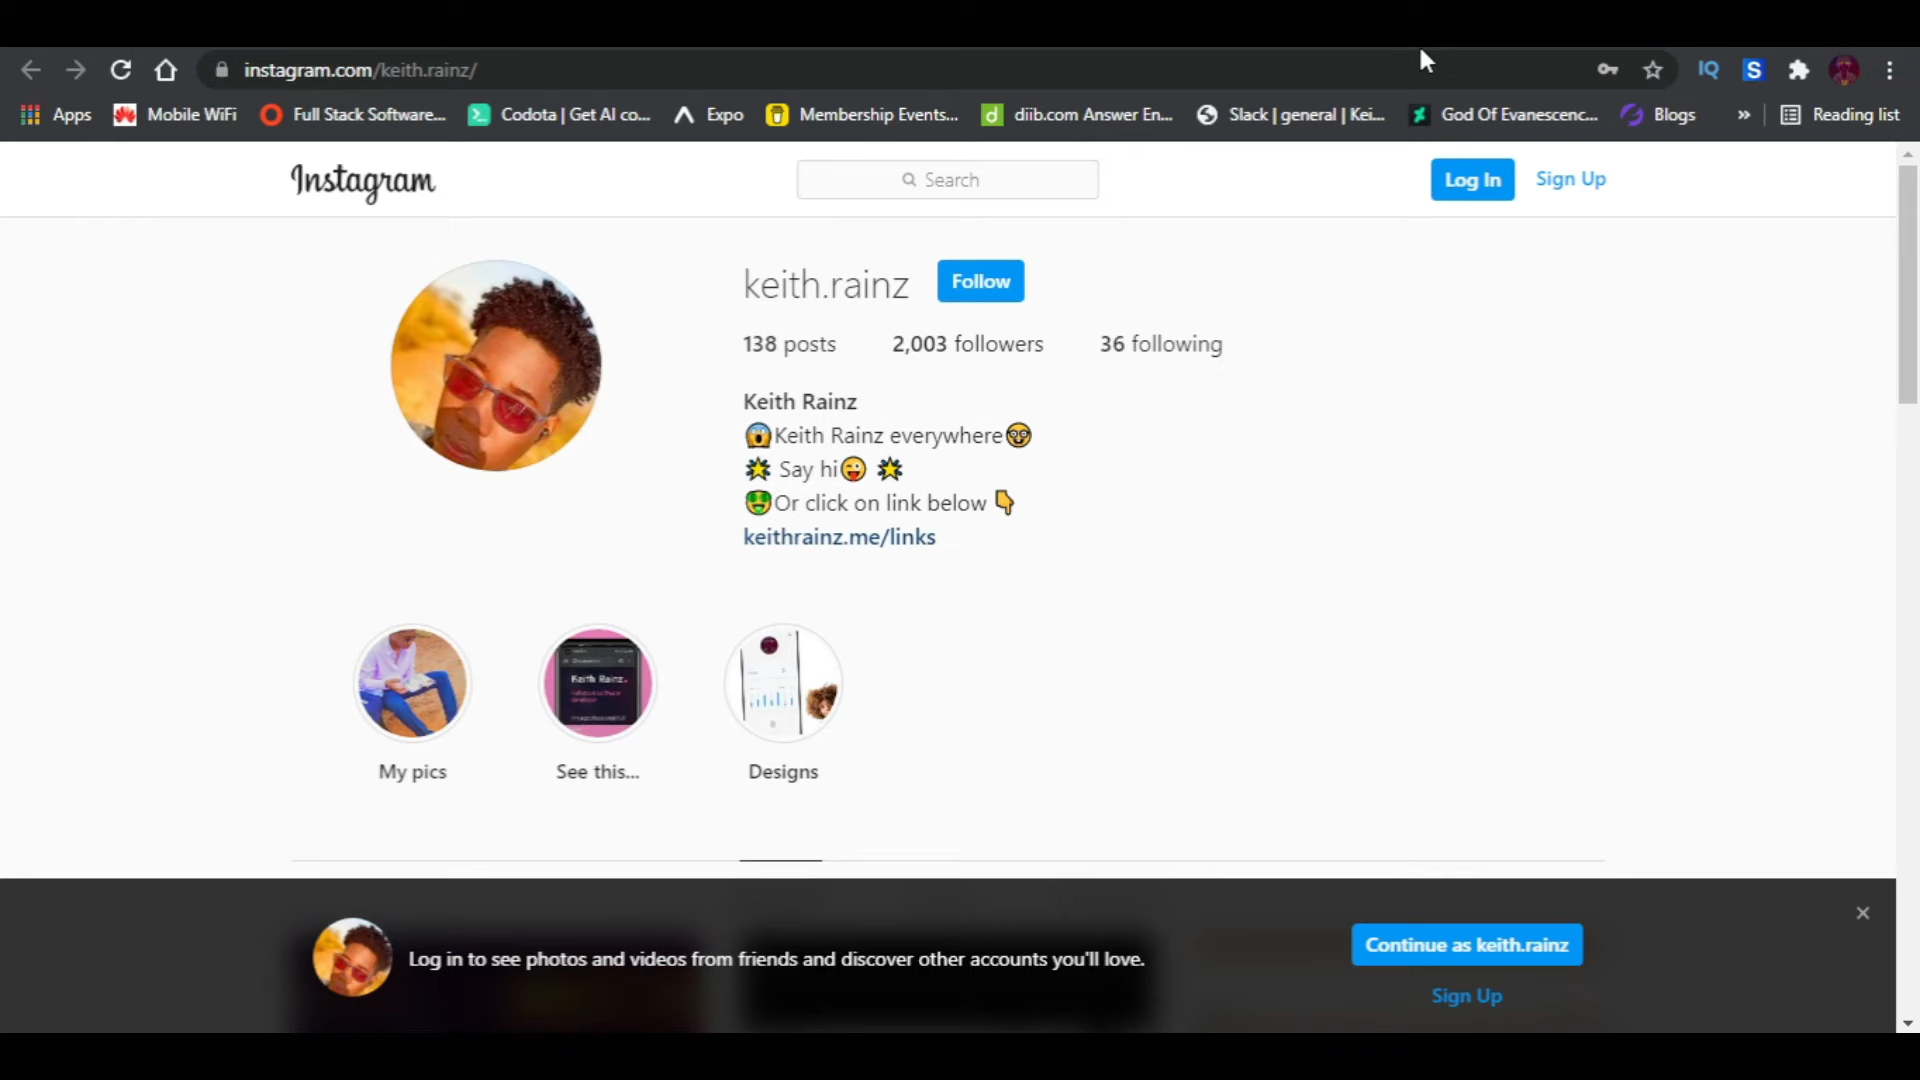 instagram.com/keith.rainz/
IQ S
Apps Mobile WiFi Full Stack Software... Codota | Get AI co... Expo Membership Events... d diib.com Answer En... Slack | general | Kei... God Of Evanescenc... Blogs » Reading list
Instagram Search Log In Sign Up
keith.rainz Follow
138 posts 2,003 followers 36 following
Keith Rainz
😱Keith Rainz everywhere🤓
🌟 Say hi😜 🌟
🤑Or click on link below 👇
keithrainz.me/links
Keith Rainz.
My pics See this... Designs
Log in to see photos and videos from friends and discover other accounts you'll love.
Continue as keith.rainz
Sign Up